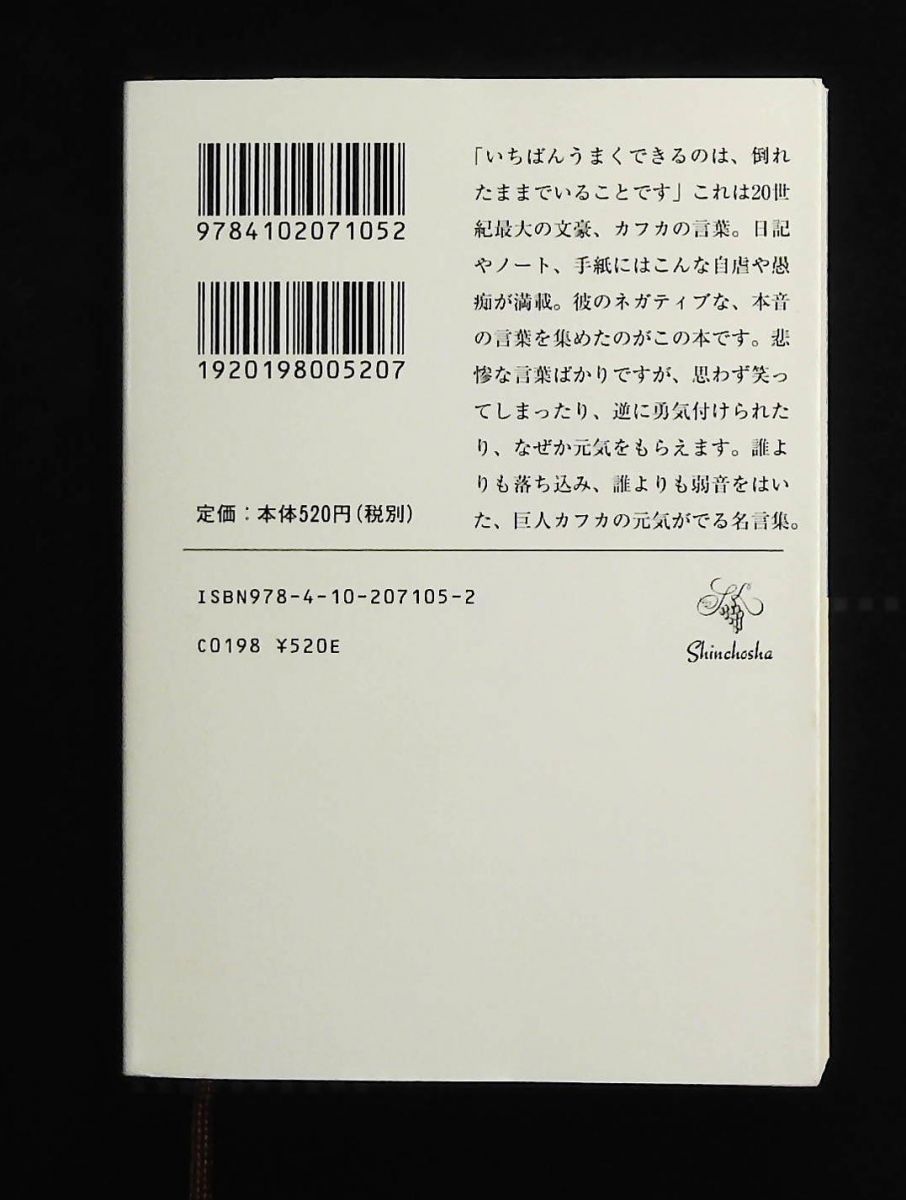 9784102071052
1920198005207
定価：本体520円（税別）
「いちばんうまくできるのは、倒れ
たままでいることです」これは20世
紀最大の文豪、カフカの言葉。日記
やノート、手紙にはこんな自虐や愚
痴が満載。彼のネガティブな、本音
の言葉を集めたのがこの本です。悲
惨な言葉ばかりですが、思わず笑っ
てしまったり、逆に勇気付けられた
り、なぜか元気をもらえます。誰よ
りも落ち込み、誰よりも弱音をはい
た、巨人カフカの元気がでる名言集。
ISBN978-4-10-207105-2
C0198 ¥520E
Shinchosha